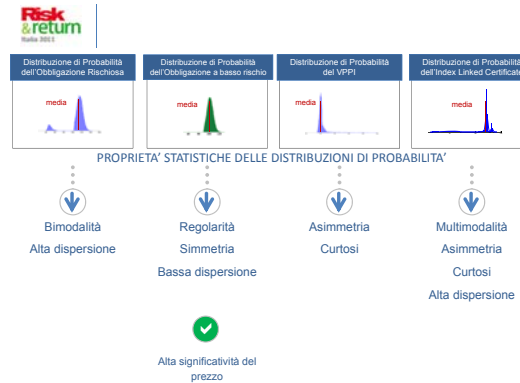 Risk
&return
Italia 2011
Distribuzione di Probabilità
dell'Obbligazione Rischiosa
Distribuzione di Probabilità
dell'Obbligazione a basso rischio
Distribuzione di Probabilità
del VPPI
Distribuzione di Probabilità
dell'Index Linked Certificate
media
media
media
media
PROPRIETA' STATISTICHE DELLE DISTRIBUZIONI DI PROBABILITA'
Bimodalità
Alta dispersione
Regolarità
Simmetria
Bassa dispersione
Asimmetria
Curtosi
Multimodalità
Asimmetria
Curtosi
Alta dispersione
Alta significatività del
prezzo